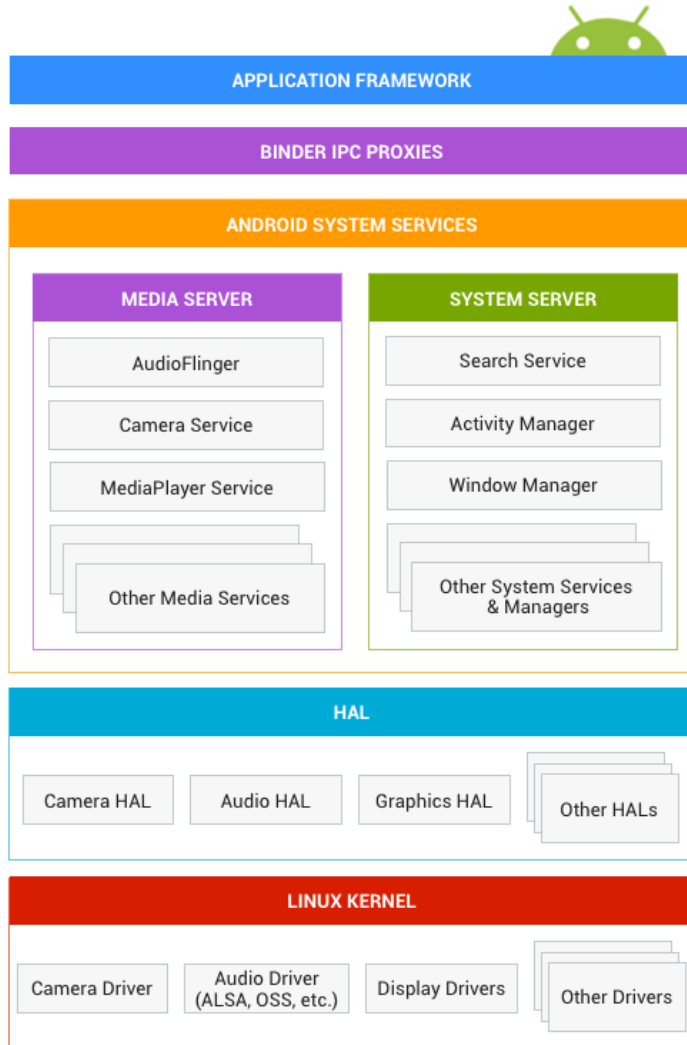 APPLICATION FRAMEWORK
BINDER IPC PROXIES
ANDROID SYSTEM SERVICES
MEDIA SERVER
AudioFlinger
Camera Service
MediaPlayer Service
Other Media Services
SYSTEM SERVER
Search Service
Activity Manager
Window Manager
Other System Services
& Managers
HAL
Camera HAL
Audio HAL
Graphics HAL
Other HALs
LINUX KERNEL
Camera Driver
Audio Driver
(ALSA, OSS, etc.)
Display Drivers
Other Drivers